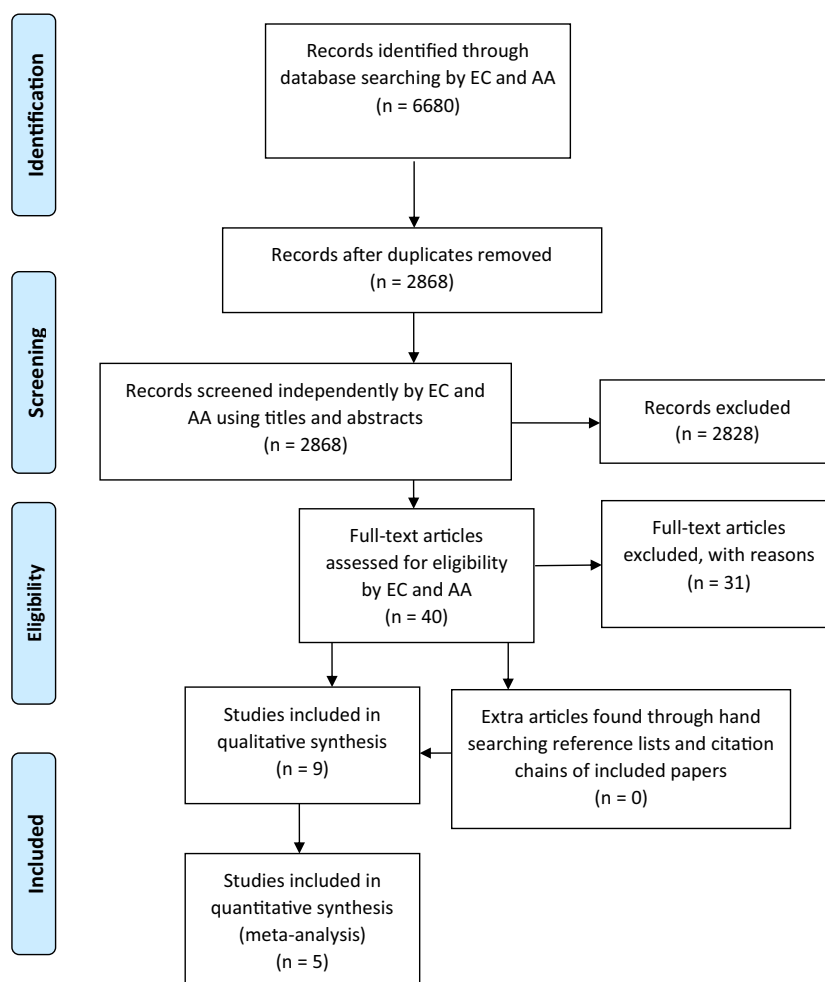 Identification
Records identified through
database searching by EC and AA
(n = 6680)
Records after duplicates removed
(n = 2868)
Screening
Records screened independently by EC and
AA using titles and abstracts
(n = 2868)
Records excluded
(n = 2828)
Eligibility
Full-text articles
assessed for eligibility
by EC and AA
(n = 40)
Full-text articles
excluded, with reasons
(n = 31)
Studies included in
qualitative synthesis
(n = 9)
Extra articles found through hand
searching reference lists and citation
chains of included papers
(n = 0)
Included
Studies included in
quantitative synthesis
(meta-analysis)
(n = 5)